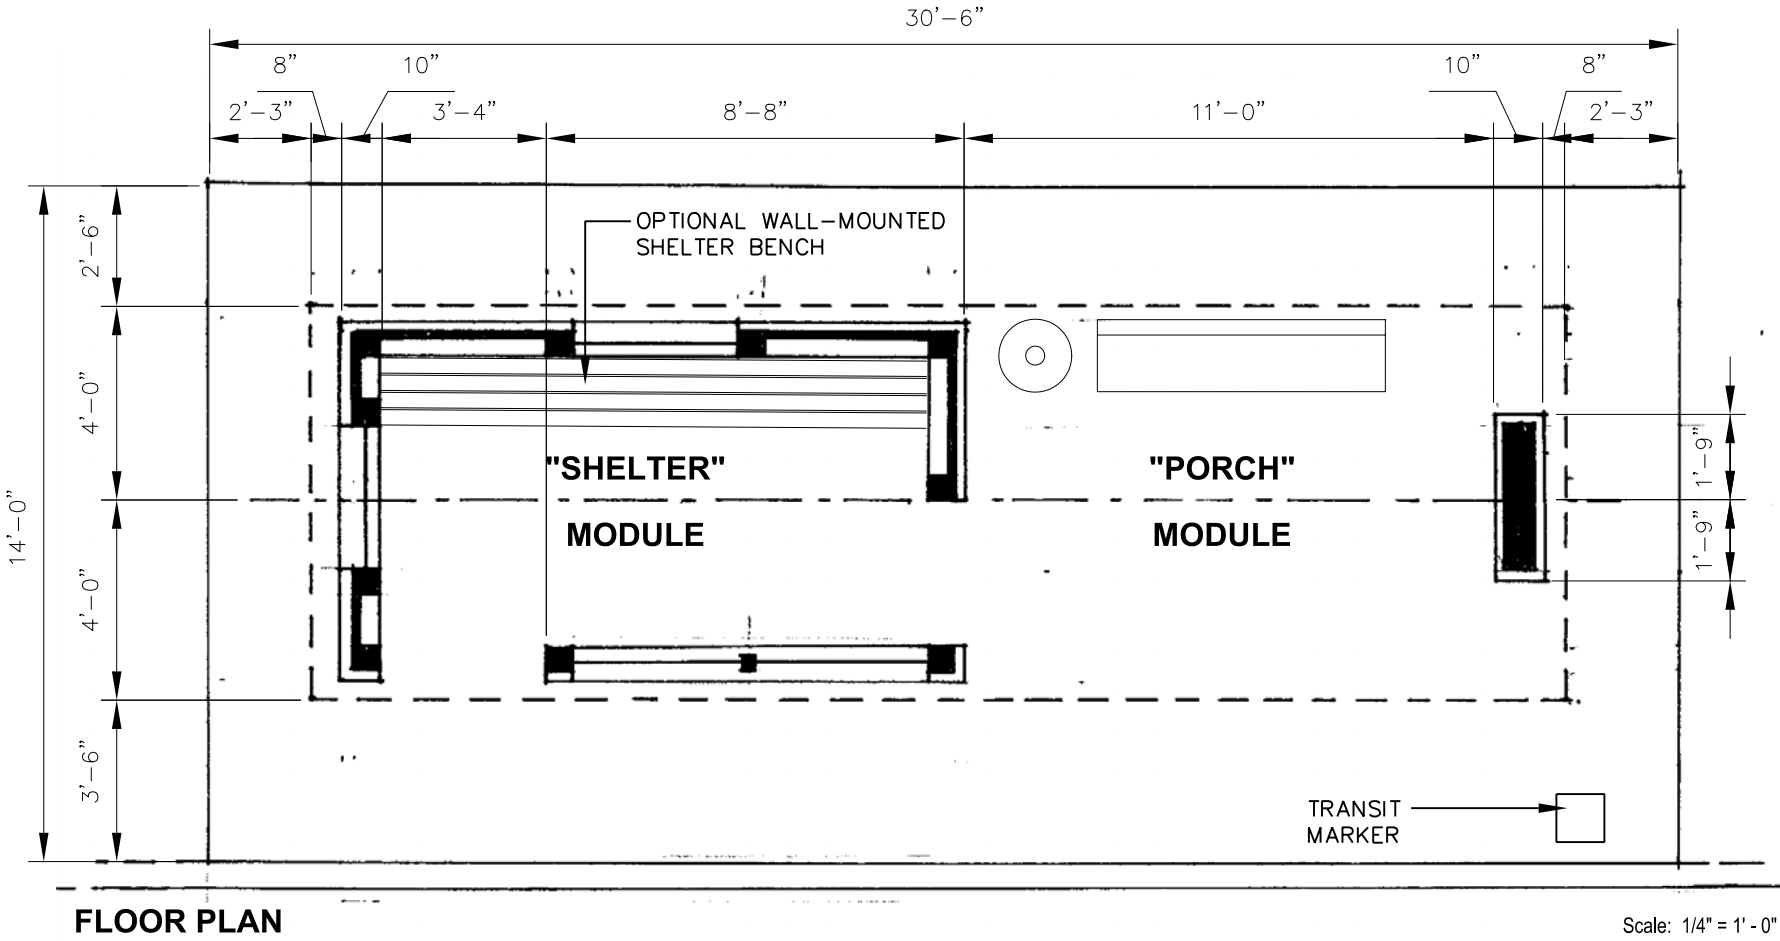 30'-6"
8" 10" 10" 8"
2'-3" 3'-4" 8'-8" 11'-0" 2'-3"
OPTIONAL WALL-MOUNTED
SHELTER BENCH
2'-6"
4'-0"
1'-9"
"SHELTER" "PORCH"
14'-0"
MODULE MODULE
1'-9"
4'-0"
3'-6"
TRANSIT
MARKER
FLOOR PLAN
Scale: 1/4" = 1' - 0"